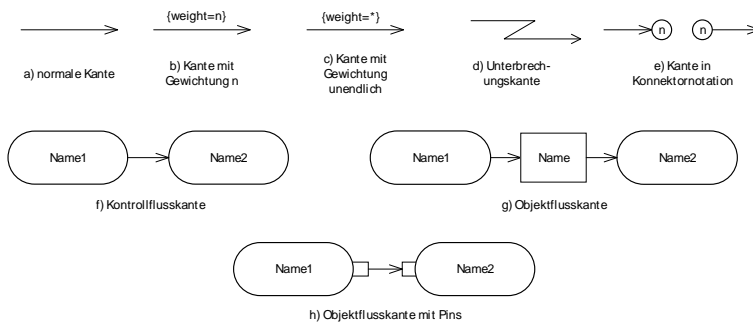 {weight=n}
{weight=*}
n
n
a) normale Kante
b) Kante mit
Gewichtung n
c) Kante mit
Gewichtung
unendlich
d) Unterbrech-
ungskante
e) Kante in
Konnektornotation
Name1
Name2
f) Kontrollflusskante
Name1
Name
Name2
g) Objektflusskante
Name1
Name2
h) Objektflusskante mit Pins